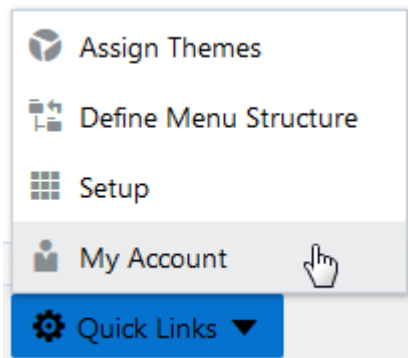 Assign Themes
Define Menu Structure
Setup
My Account
Quick Links